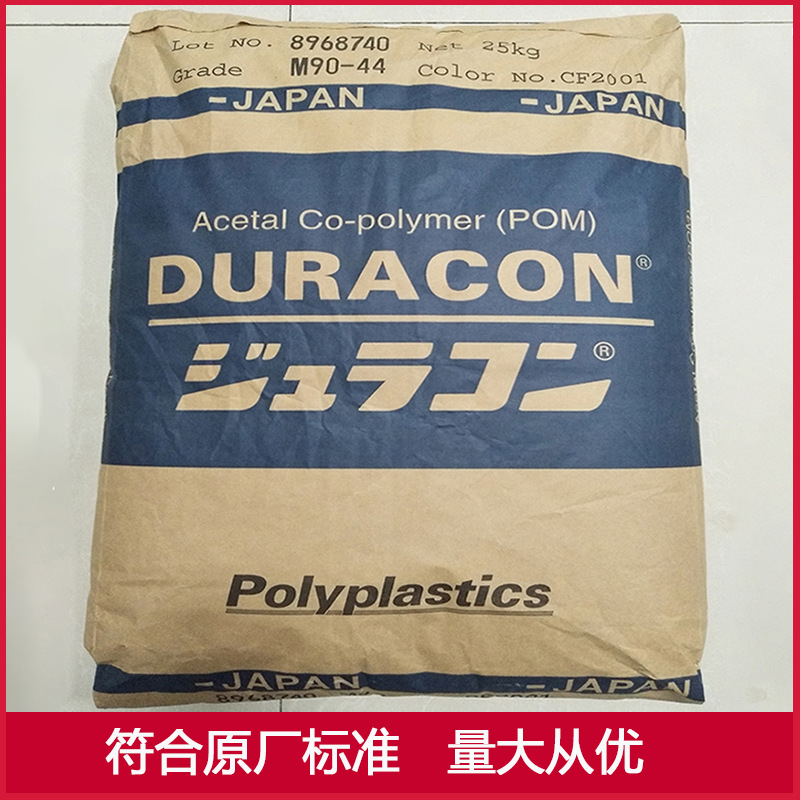 Lot No. 8968740 Net 25kg
Grade M90-44 Color No.CF2001
-JAPAN -JAPAN
Acetal Co-polymer (POM)
DURACON®
ジュラコン®
Polyplastics
-JAPAN -JAPAN
8968740
符合原厂标准 量大从优